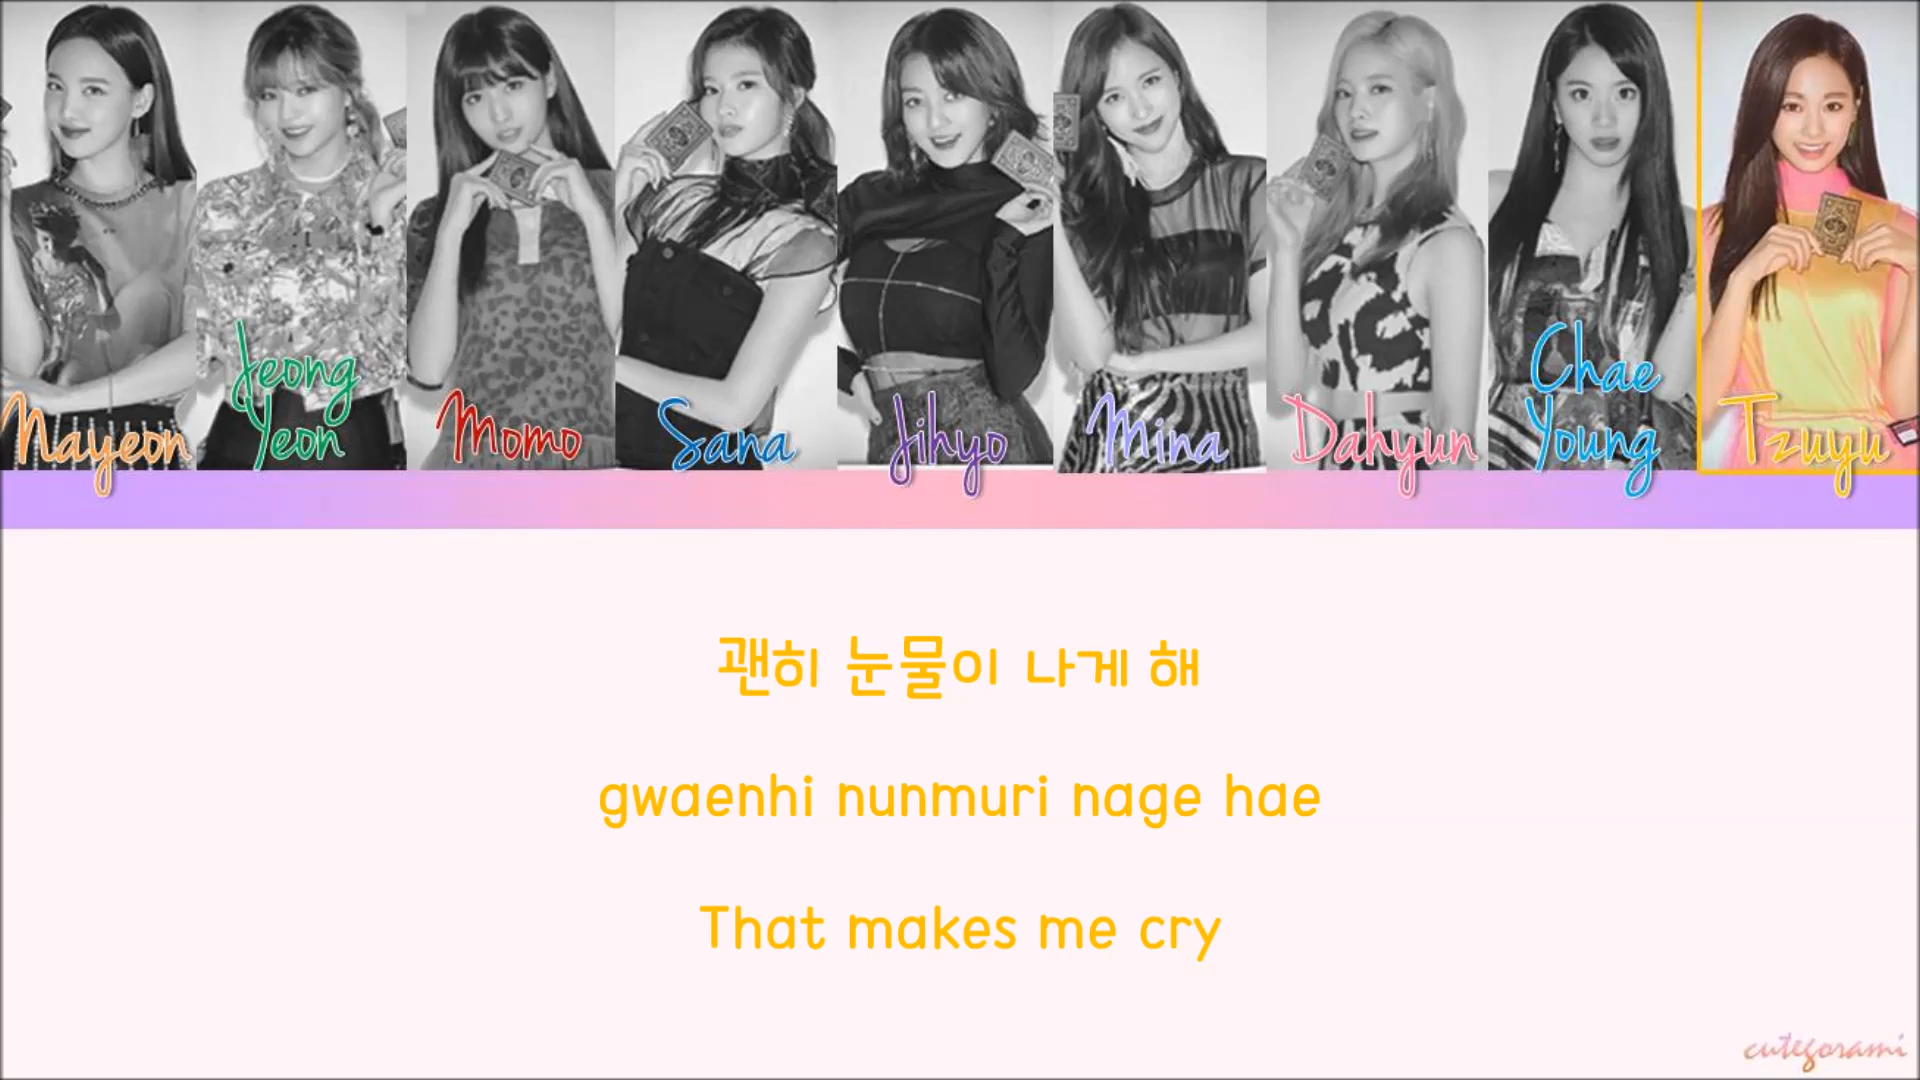 Nayeon
Jeong
Yeon
Momo
Sana
Jihyo
Mina
Dahyun
Chae
Young
Tzuyu
괜히 눈물이 나게 해
gwaenhi nunmuri nage hae
That makes me cry
cutegorami